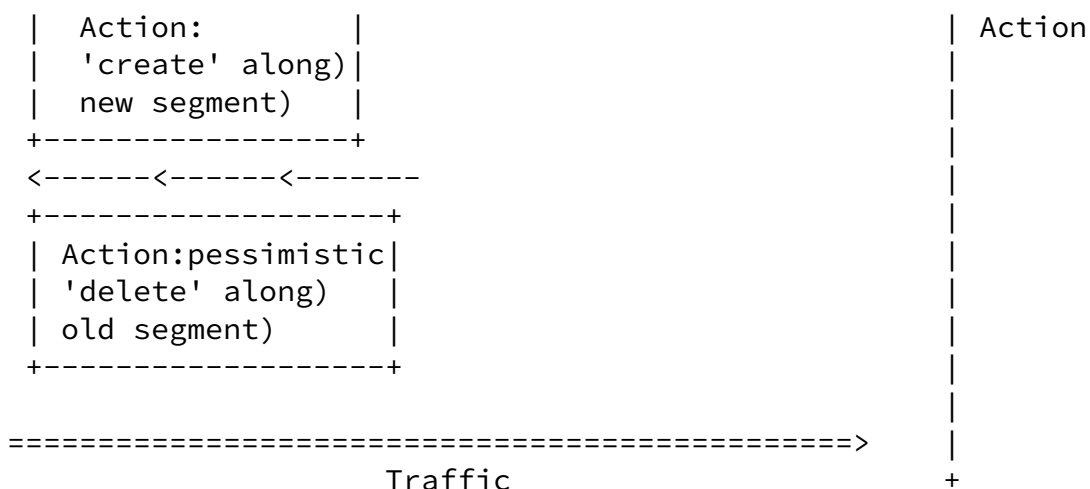 |  Action:        |                                | Action
|  'create' along)|                                |
|  new segment)   |                                |
+-----------------+                                |
<------<------<-------                             |
+-------------------+                              |
| Action:pessimistic|                              |
| 'delete' along)   |                              |
| old segment)      |                              |
+-------------------+                              |
                                                   |
===============================================>   |
                     Traffic                       +